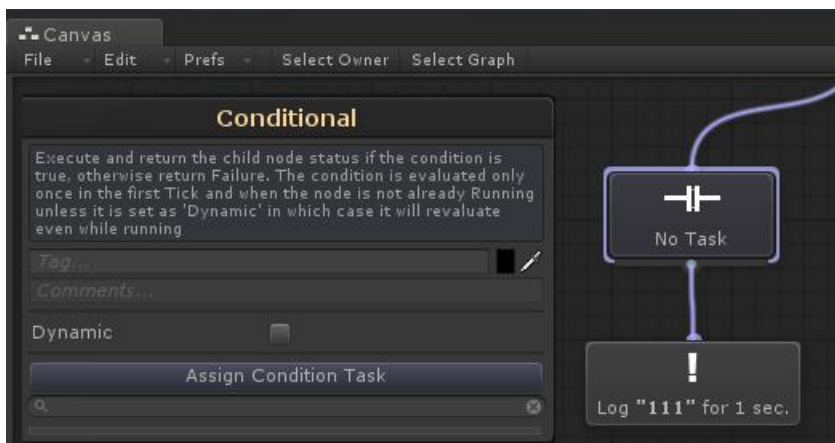 Canvas
File Edit Prefs Select Owner Select Graph
Conditional
Execute and return the child node status if the condition is
true, otherwise return Failure. The condition is evaluated only
once in the first Tick and when the node is not already Running
unless it is set as 'Dynamic' in which case it will revaluate
even while running
Tag...
Comments...
Dynamic
Assign Condition Task
No Task
Log "111" for 1 sec.